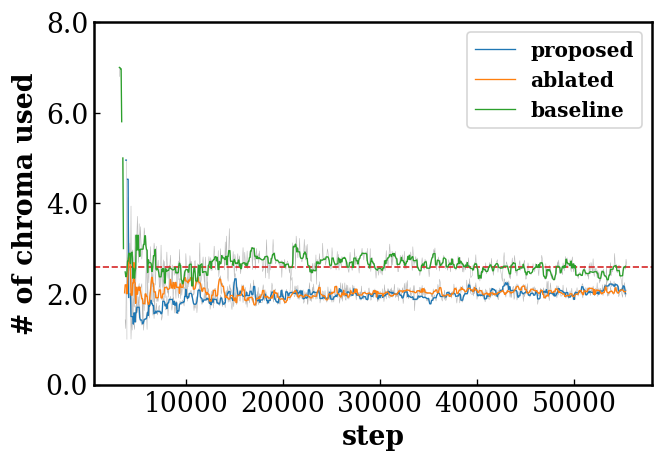 8.0
6.0
4.0
2.0
0.0
# of chroma used
proposed
ablated
baseline
10000 20000 30000 40000 50000
step